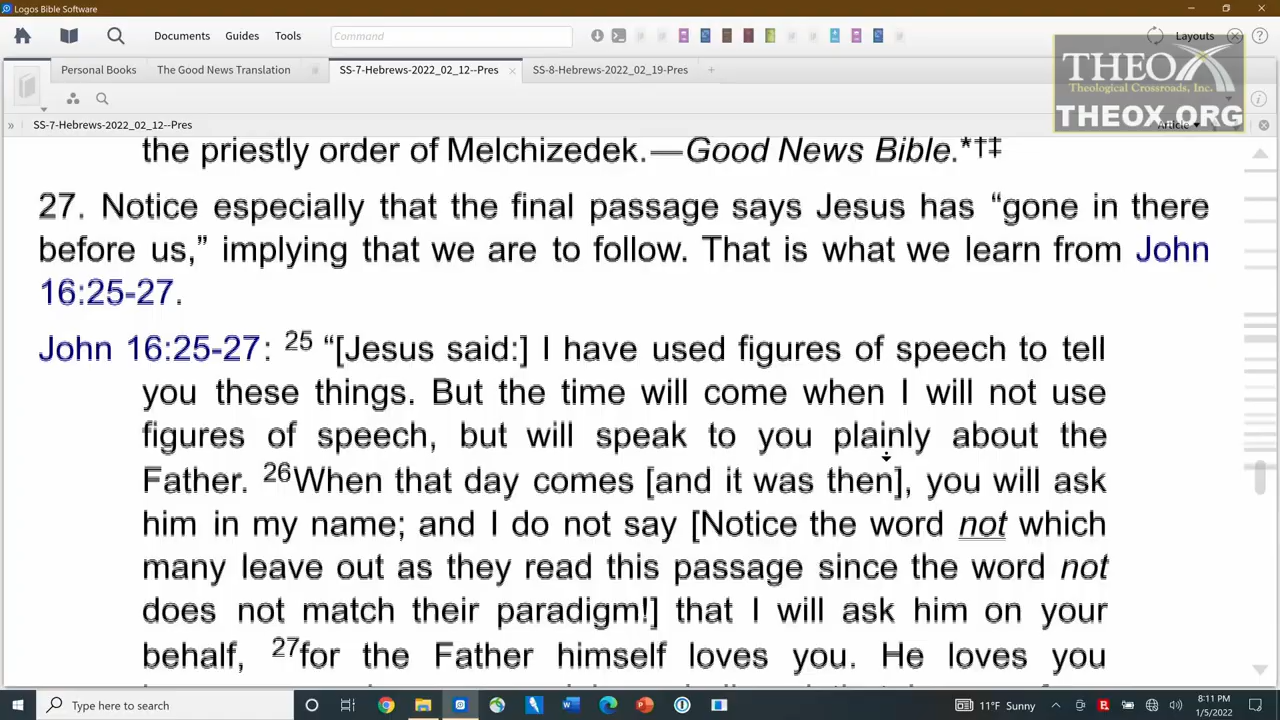 Logos Bible Software
Documents Guides Tools Command Layouts
Personal Books The Good News Translation SS-7-Hebrews-2022_02_12--Pres SS-8-Hebrews-2022_02_19-Pres
THEOX
Theological Crossroads, Inc.
THEOX.ORG
SS-7-Hebrews-2022_02_12--Pres Article
the priestly order of Melchizedek.—Good News Bible.*†‡
27. Notice especially that the final passage says Jesus has “gone in there
before us,” implying that we are to follow. That is what we learn from John
16:25-27.
John 16:25-27: 25 “[Jesus said:] I have used figures of speech to tell
you these things. But the time will come when I will not use
figures of speech, but will speak to you plainly about the
Father. 26When that day comes [and it was then], you will ask
him in my name; and I do not say [Notice the word not which
many leave out as they read this passage since the word not
does not match their paradigm!] that I will ask him on your
behalf, 27for the Father himself loves you. He loves you
Type here to search 11°F Sunny 8:11 PM
1/5/2022